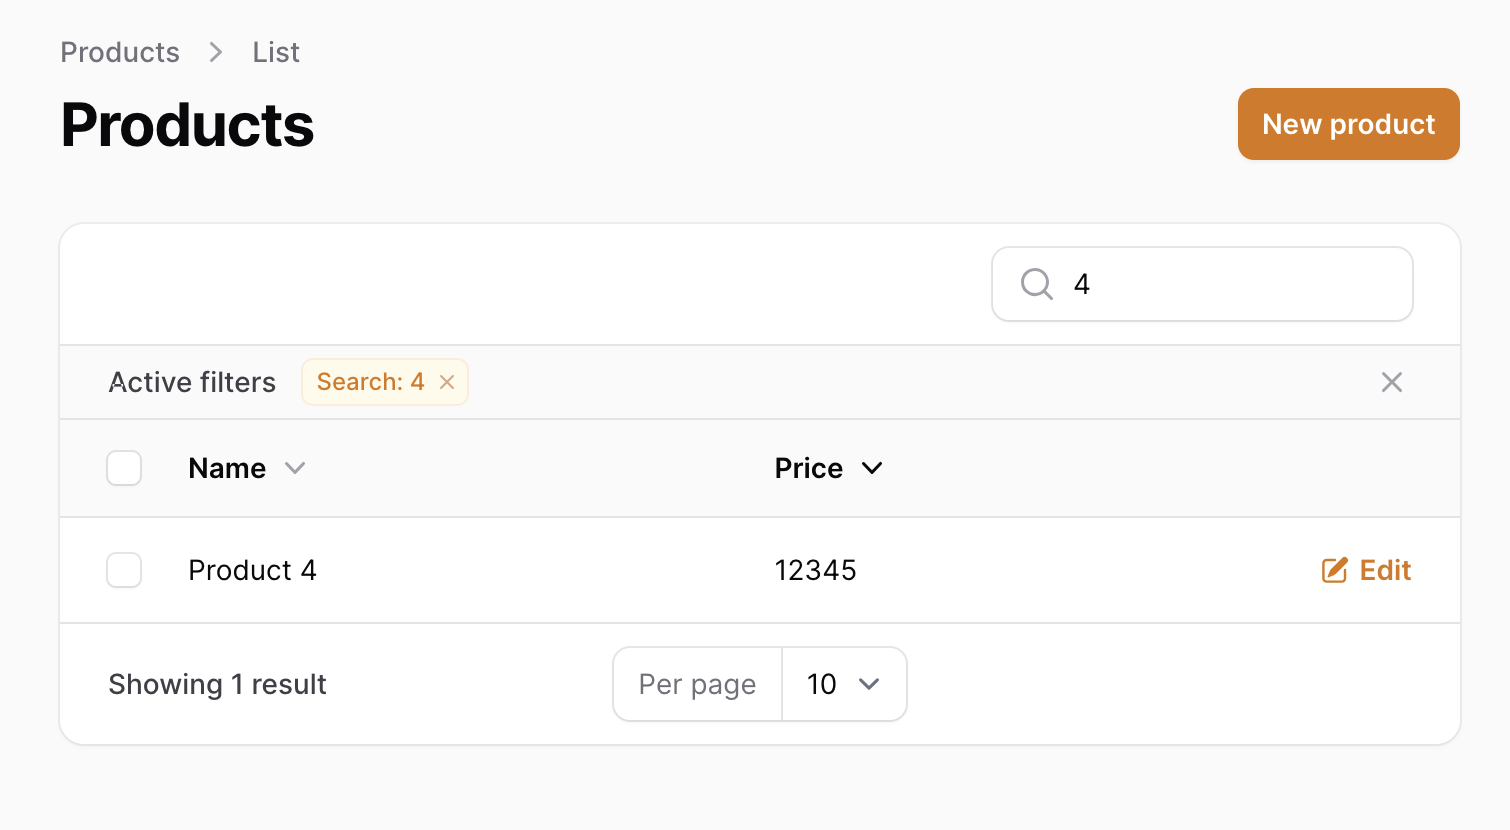 Products List
Products
New product
4
Active filters Search: 4
Name Price
Product 4 12345 Edit
Showing 1 result Per page 10